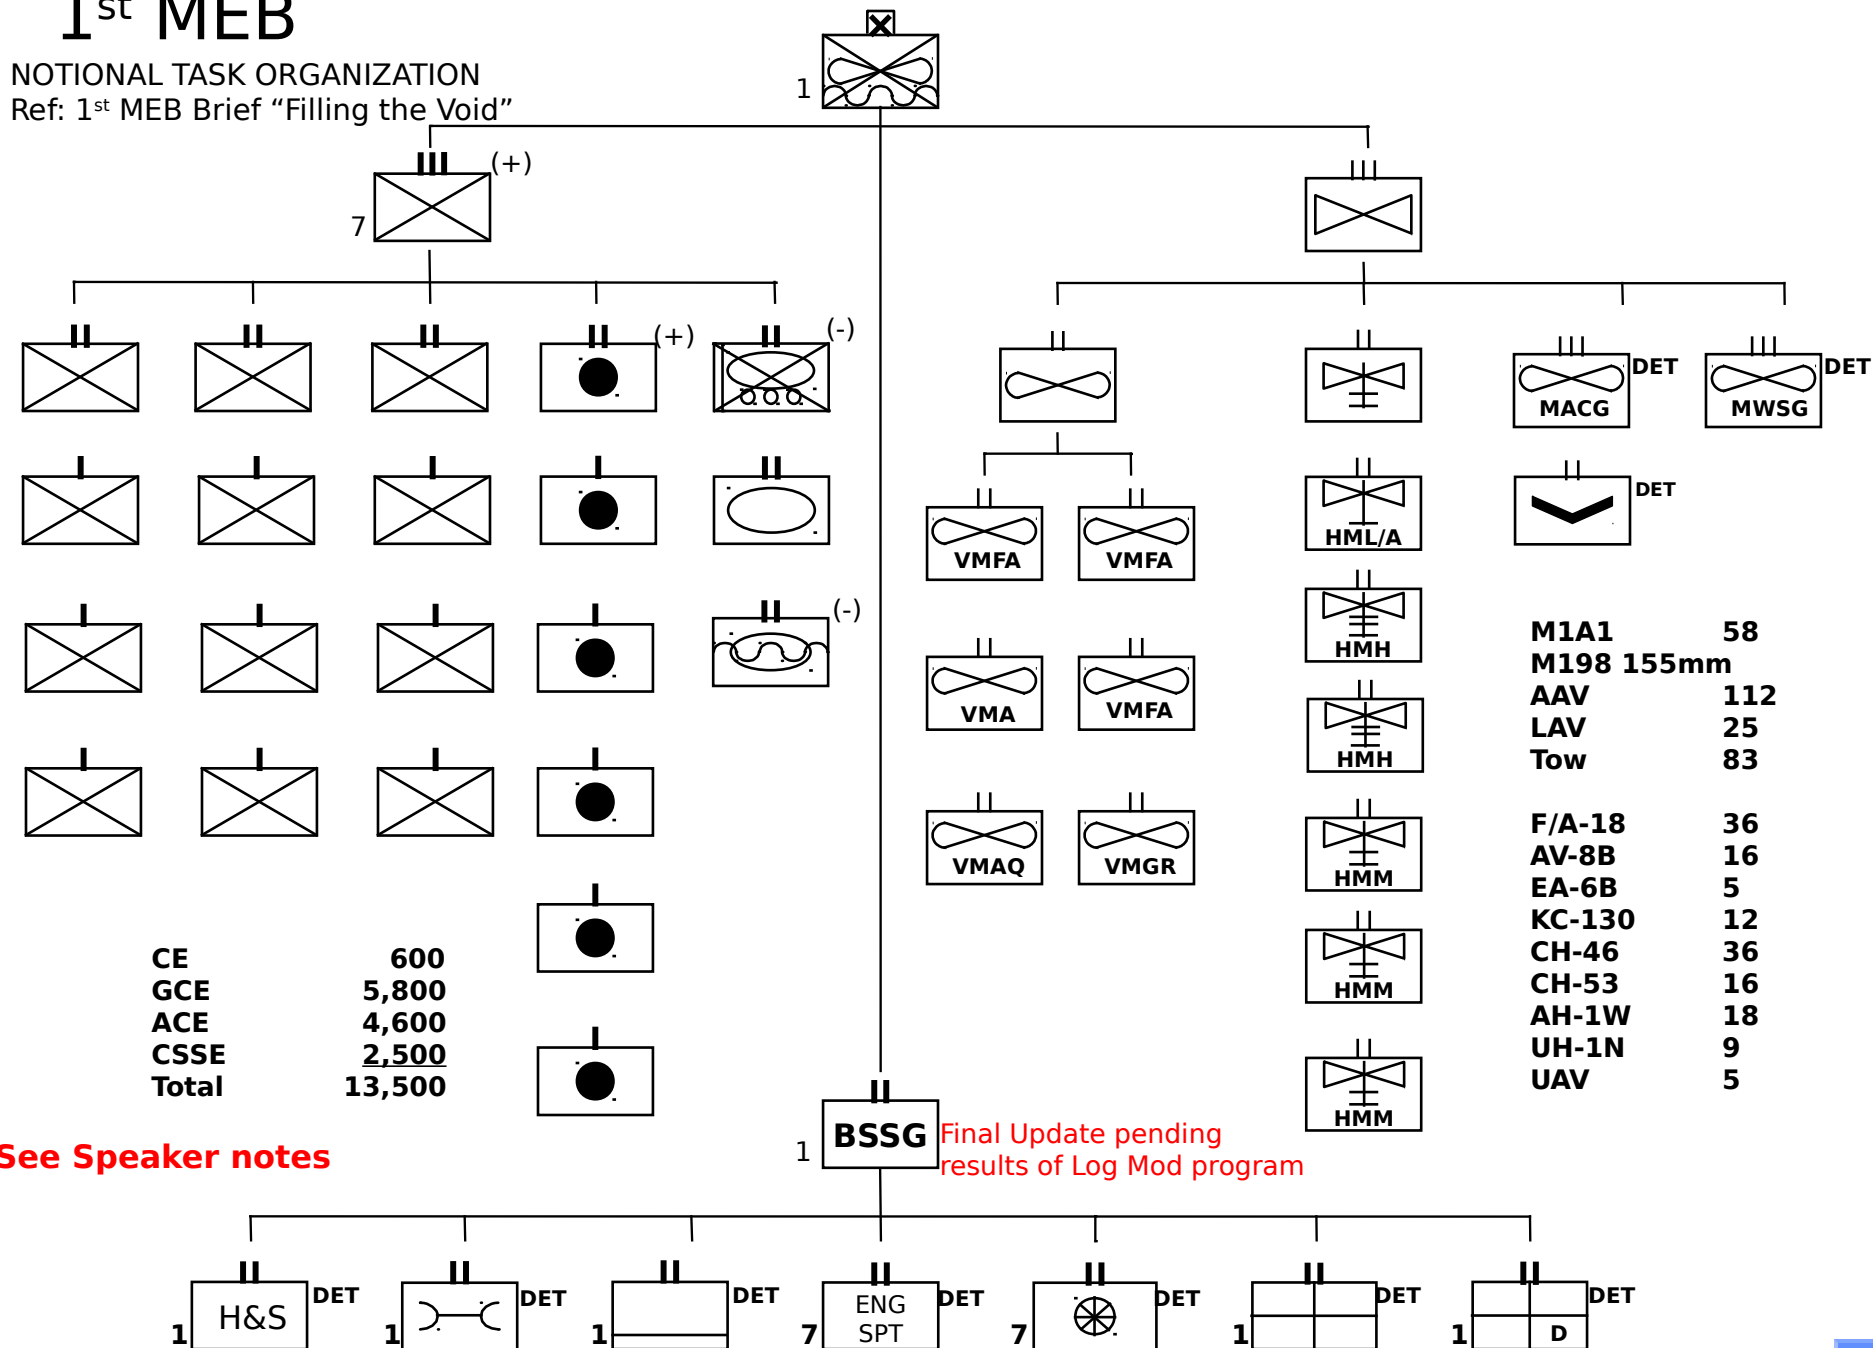 1st MEB
NOTIONAL TASK ORGANIZATION
Ref: 1st MEB Brief “Filling the Void”
1
(+)
7
(+)
(-)
DET
DET
MACG
MWSG
DET
HML/A
VMFA
VMFA
HMH
(-)
VMA
VMFA
HMH
VMAQ
VMGR
HMM
HMM
HMM
M1A1 58
M198 155mm
AAV 112
LAV 25
Tow 83
F/A-18 36
AV-8B 16
EA-6B 5
KC-130 12
CH-46 36
CH-53 16
AH-1W 18
UH-1N 9
UAV 5
CE 600
GCE 5,800
ACE 4,600
CSSE 2,500
Total 13,500
See Speaker notes
BSSG
1
Final Update pending
results of Log Mod program
H&S
DET
1
DET
1
DET
1
ENG
SPT
DET
7
DET
7
DET
1
DET
1
D